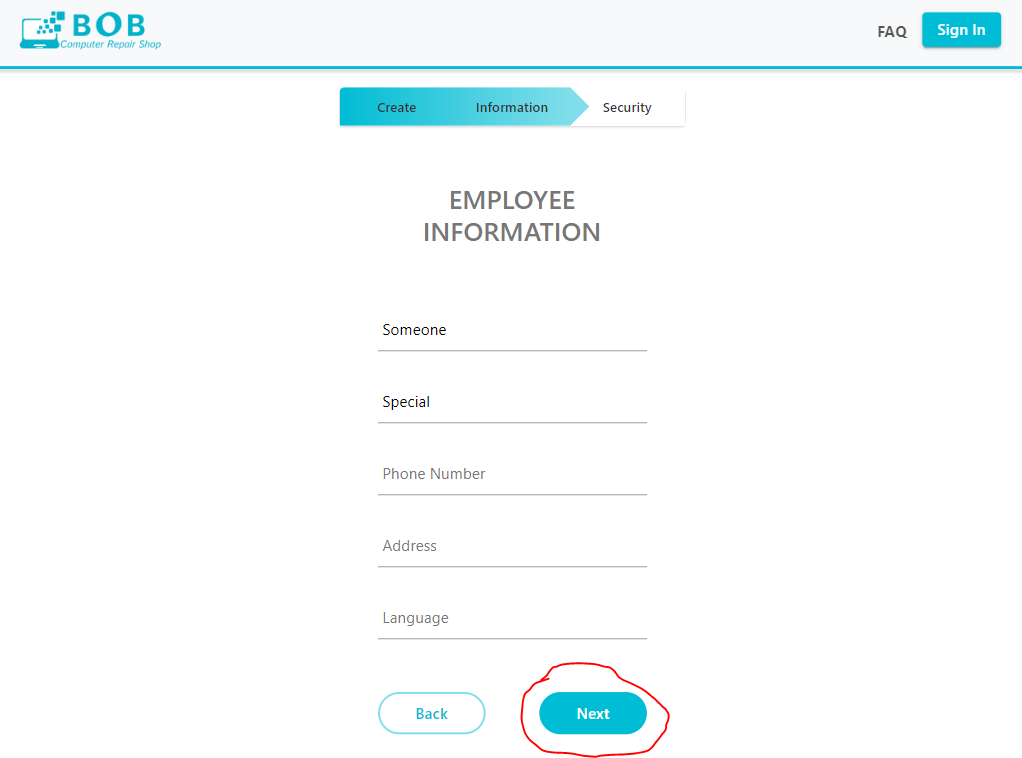 BOB
Computer Repair Shop
FAQ
Sign In
Create
Information
Security
EMPLOYEE
INFORMATION
Someone
Special
Phone Number
Address
Language
Back
Next